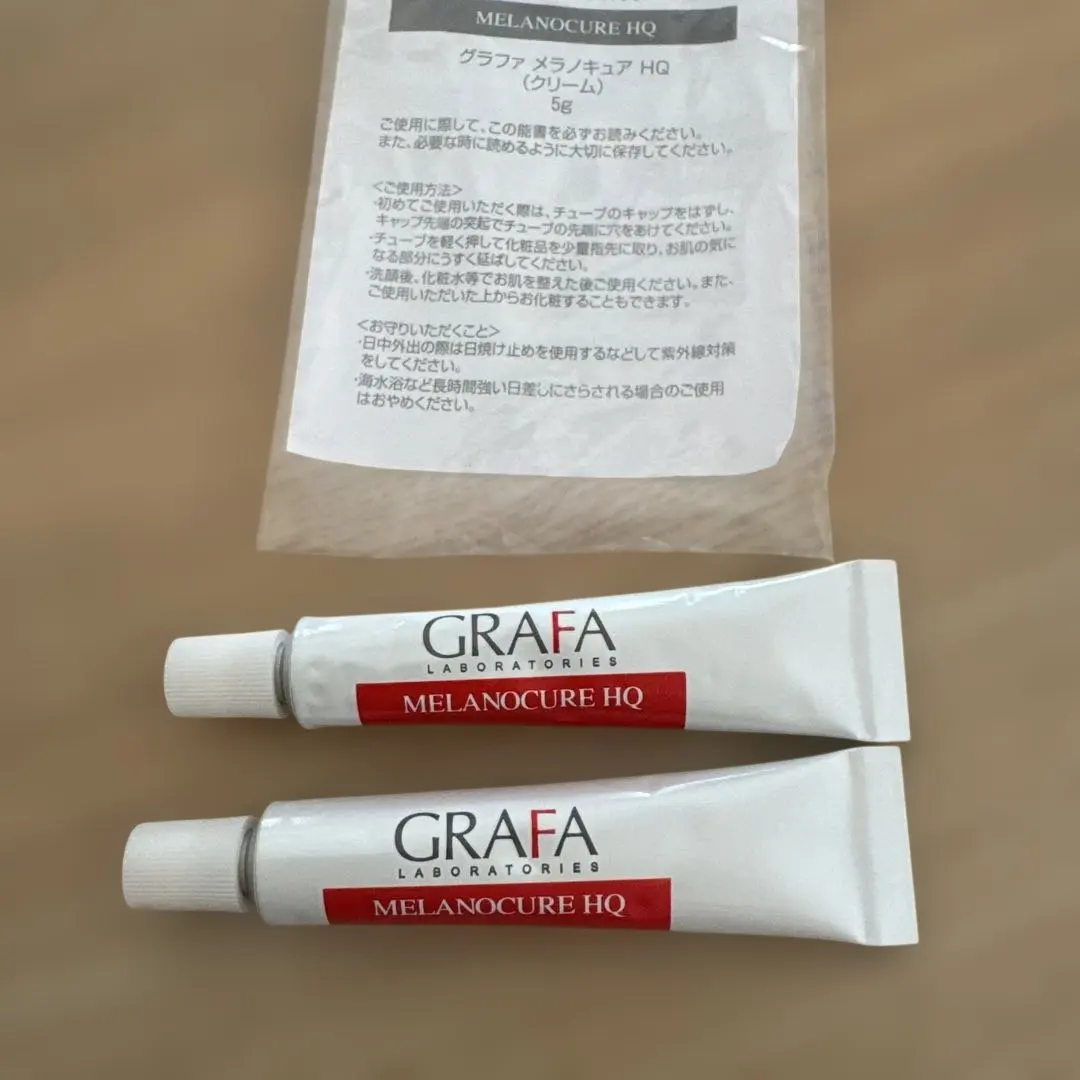 MELANOCURE HQ
グラファ メラノキュア HQ
(クリーム)
5g
ご使用に際して、この能書を必ずお読みください。
また、必要な時に読めるように大切に保存してください。
<ご使用方法>
・初めてご使用いただく際は、チューブのキャップをはずし、
キャップ先端の突起でチューブの先端に穴をあけてください。
・チューブを軽く押して化粧品を少量指先に取り、お肌の気に
なる部分にうすく延ばしてください。
・洗顔後、化粧水等でお肌を整えた後ご使用ください。また、
ご使用いただいた上からお化粧することもできます。
<お守りいただくこと>
・日中外出の際は日焼け止めを使用するなどして紫外線対策
をしてください。
・海水浴など長時間強い日差しにさらされる場合のご使用
はおやめください。
GRAFA
LABORATORIES
MELANOCURE HQ
GRAFA
LABORATORIES
MELANOCURE HQ